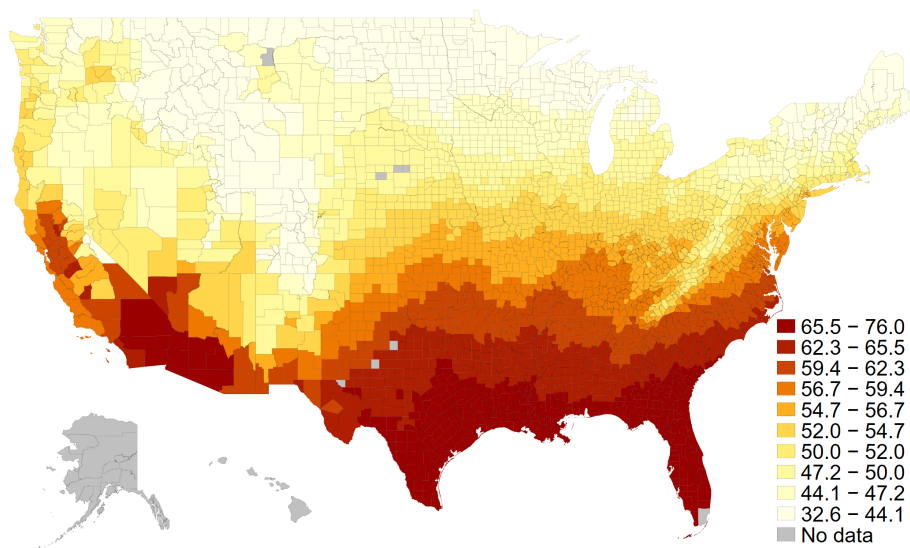 65.5 − 76.0
62.3 − 65.5
59.4 − 62.3
56.7 − 59.4
54.7 − 56.7
52.0 − 54.7
50.0 − 52.0
47.2 − 50.0
44.1 − 47.2
32.6 − 44.1
No data